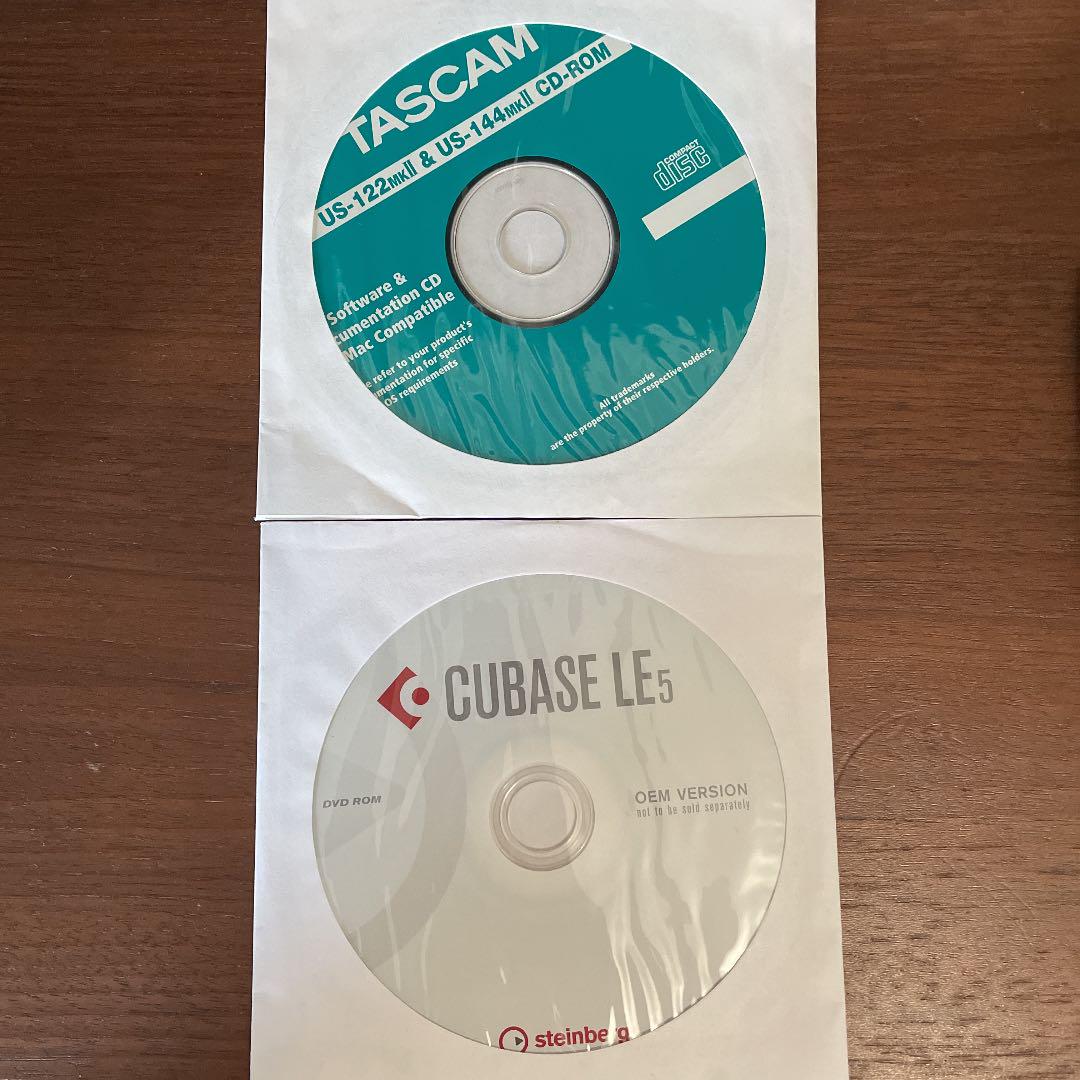 TASCAM
US-122MKII & US-144MKII CD-ROM
COMPACT
disc
Software &
cumentation CD
Mac Compatible
e refer to your product's
mentation for specific
OS requirements
All trademarks
are the property of their respective holders.
CUBASE LE5
DVD ROM
OEM VERSION
not to be sold separately
steinberg